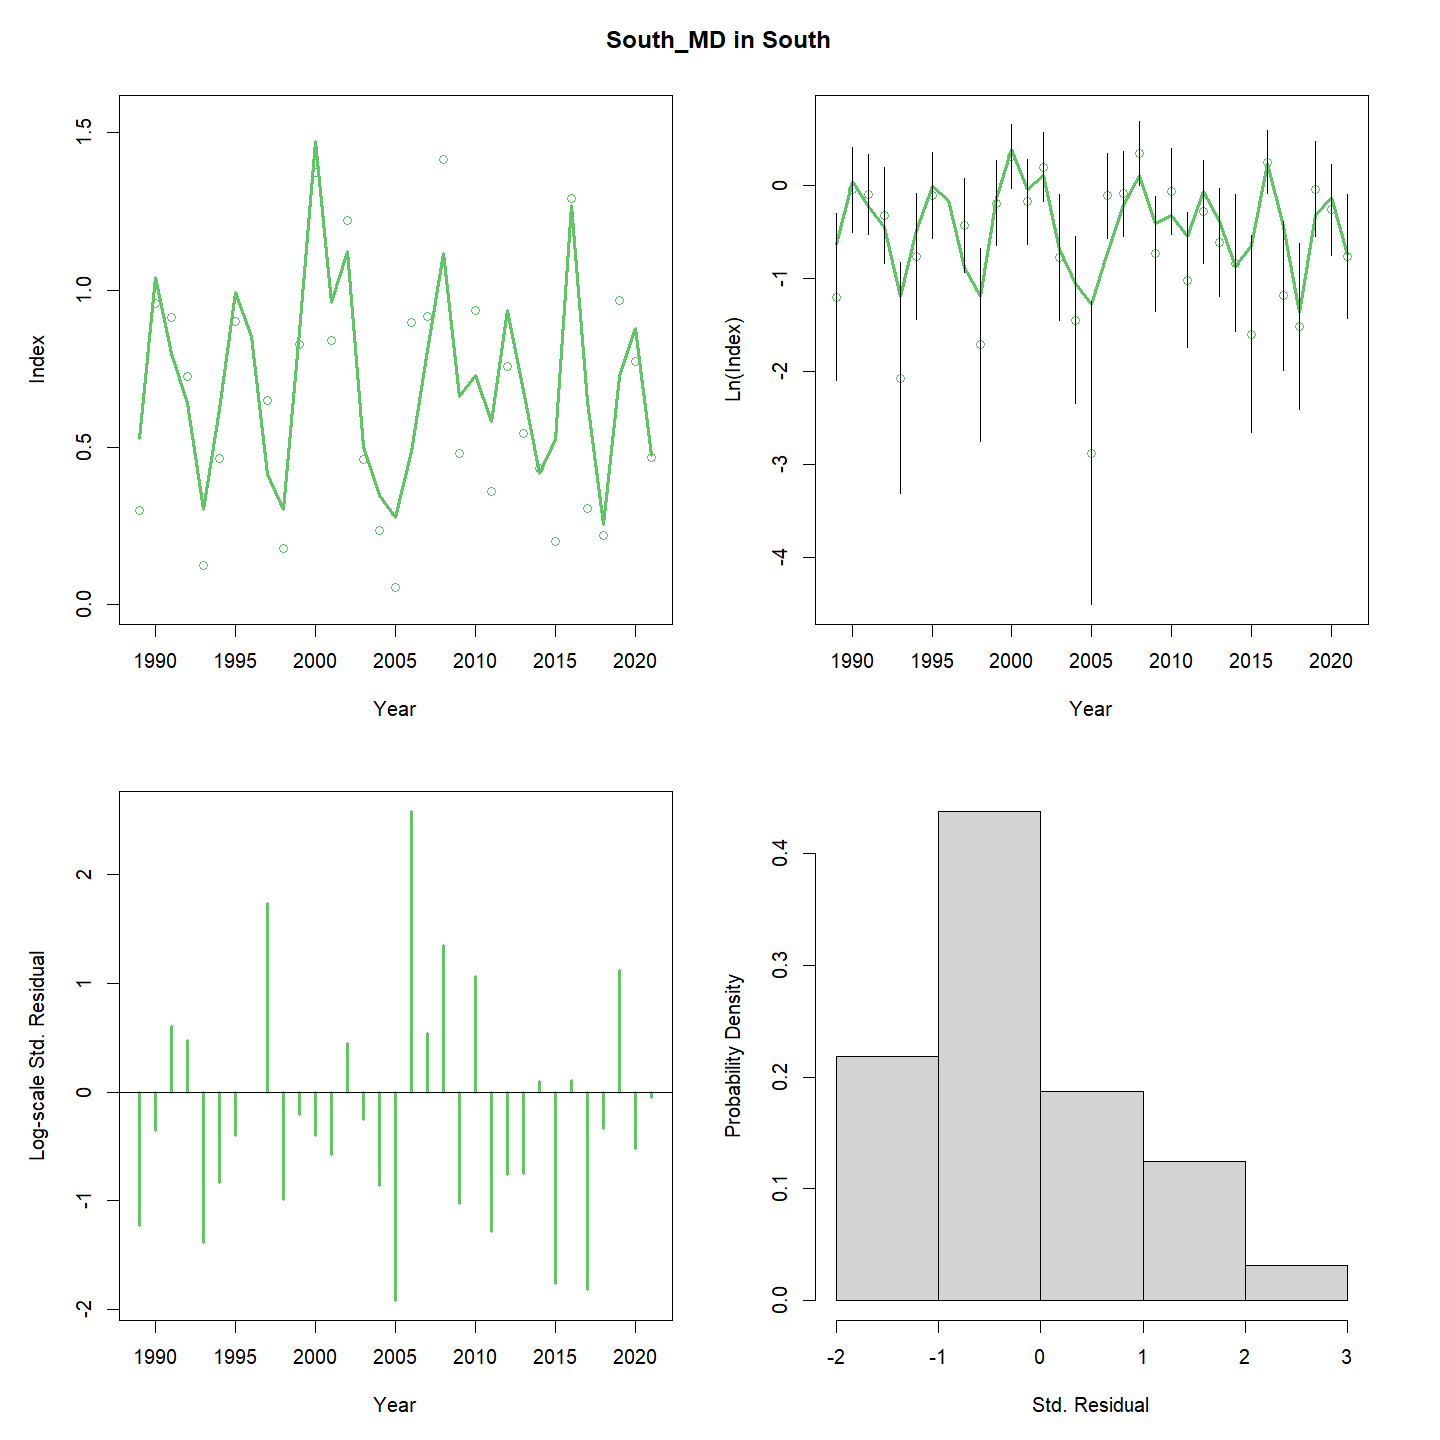 South_MD in South
1.5
1.0
0.5
0.0
Index
1990 1995 2000 2005 2010 2015 2020
Year
0
-1
-2
-3
-4
Ln(Index)
1990 1995 2000 2005 2010 2015 2020
Year
2
1
0
-1
-2
Log-scale Std. Residual
1990 1995 2000 2005 2010 2015 2020
Year
0.4
0.3
0.2
0.1
0.0
Probability Density
-2 -1 0 1 2 3
Std. Residual